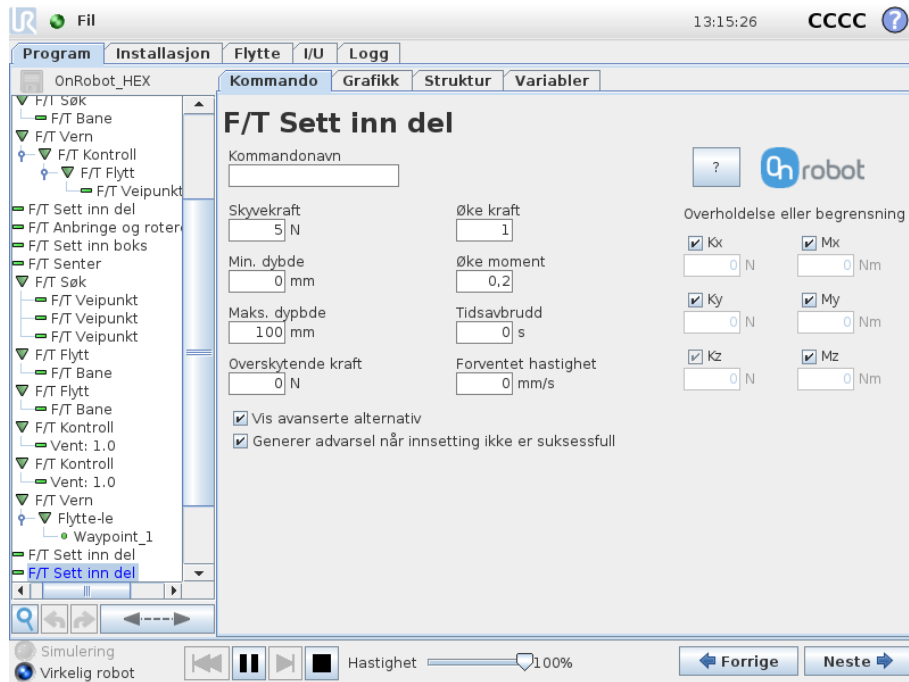 Fil
13:15:26
CCCC
?
Program Installasjon Flytte I/U Logg
OnRobot_HEX
Kommando Grafikk Struktur Variabler
F/T Søk
F/T Bane
F/T Vern
F/T Kontroll
F/T Flytt
F/T Veipunkt
F/T Sett inn del
F/T Anbringe og roter
F/T Sett inn boks
F/T Senter
F/T Søk
F/T Veipunkt
F/T Veipunkt
F/T Veipunkt
F/T Flytt
F/T Bane
F/T Flytt
F/T Bane
F/T Kontroll
Vent: 1.0
F/T Kontroll
Vent: 1.0
F/T Vern
Flytte-le
Waypoint_1
F/T Sett inn del
F/T Sett inn del
F/T Sett inn del
Kommandonavn
?
On robot
Skyvekraft
5 N
Øke kraft
1
Min. dybde
0 mm
Øke moment
0,2
Maks. dypbde
100 mm
Tidsavbrudd
0 s
Overskytende kraft
0 N
Forventet hastighet
0 mm/s
Overholdelse eller begrensning
Kx Mx
0 N 0 Nm
Ky My
0 N 0 Nm
Kz Mz
0 N 0 Nm
Vis avanserte alternativ
Generer advarsel når innsetting ikke er suksessfull
Simulering
Virkelig robot
Hastighet 100%
Forrige Neste